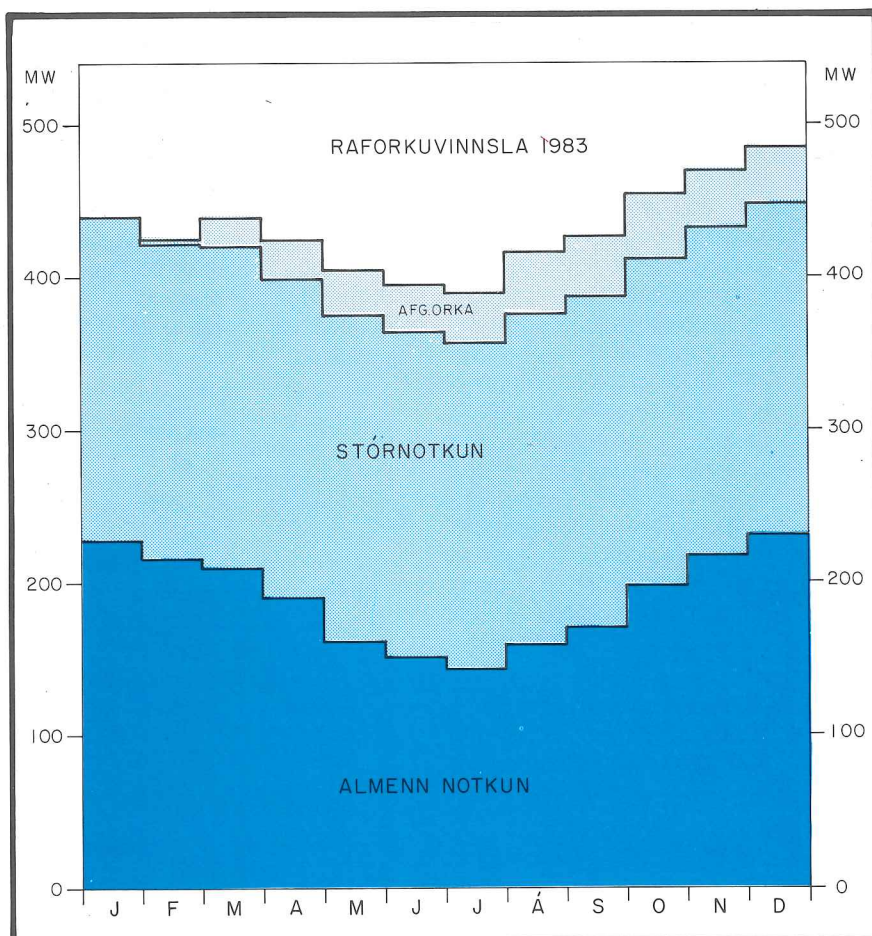 MW MW
500 500
RAFORKUVINNSLA 1983
400 400
AFG.ORKA
300 300
STÓRNOTKUN
200 200
100 100
ALMENN NOTKUN
0 0
J F M A M J J Á S O N D